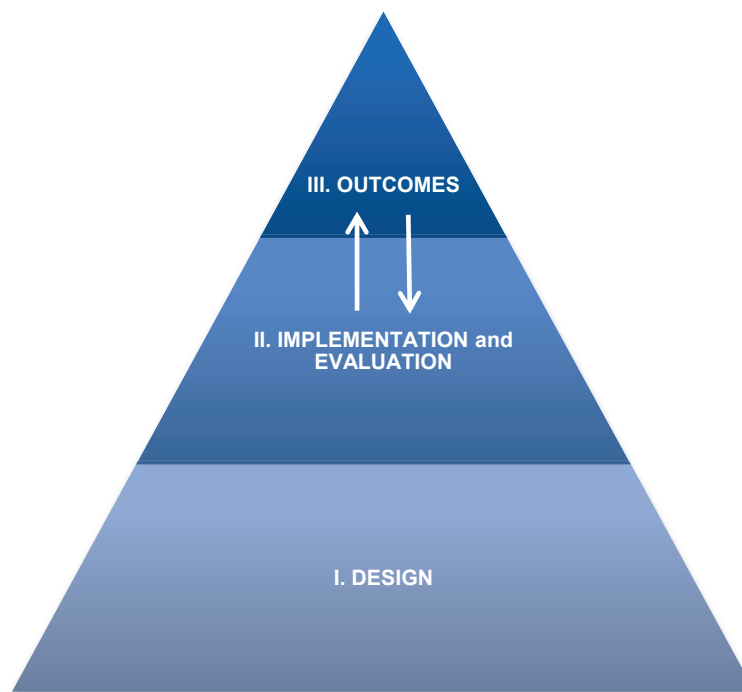 III. OUTCOMES
II. IMPLEMENTATION and
EVALUATION
I. DESIGN